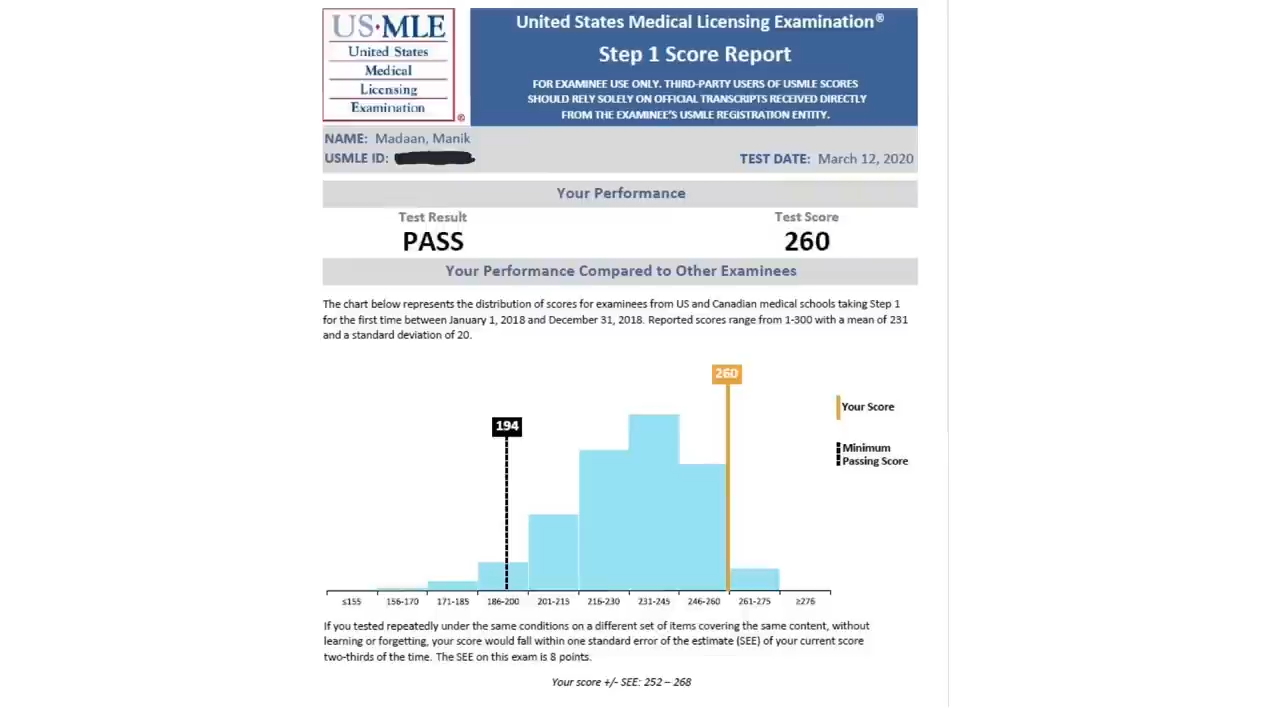 US·MLE
United States
Medical
Licensing
Examination
®
United States Medical Licensing Examination®
Step 1 Score Report
FOR EXAMINEE USE ONLY. THIRD-PARTY USERS OF USMLE SCORES
SHOULD RELY SOLELY ON OFFICIAL TRANSCRIPTS RECEIVED DIRECTLY
FROM THE EXAMINEE'S USMLE REGISTRATION ENTITY.
NAME: Madaan, Manik
USMLE ID:
TEST DATE: March 12, 2020
Your Performance
Test Result
PASS
Test Score
260
Your Performance Compared to Other Examinees
The chart below represents the distribution of scores for examinees from US and Canadian medical schools taking Step 1
for the first time between January 1, 2018 and December 31, 2018. Reported scores range from 1-300 with a mean of 231
and a standard deviation of 20.
260
194
Your Score
Minimum
Passing Score
≤155 156-170 171-185 186-200 201-215 216-230 231-245 246-260 261-275 ≥276
If you tested repeatedly under the same conditions on a different set of items covering the same content, without
learning or forgetting, your score would fall within one standard error of the estimate (SEE) of your current score
two-thirds of the time. The SEE on this exam is 8 points.
Your score +/- SEE: 252 – 268